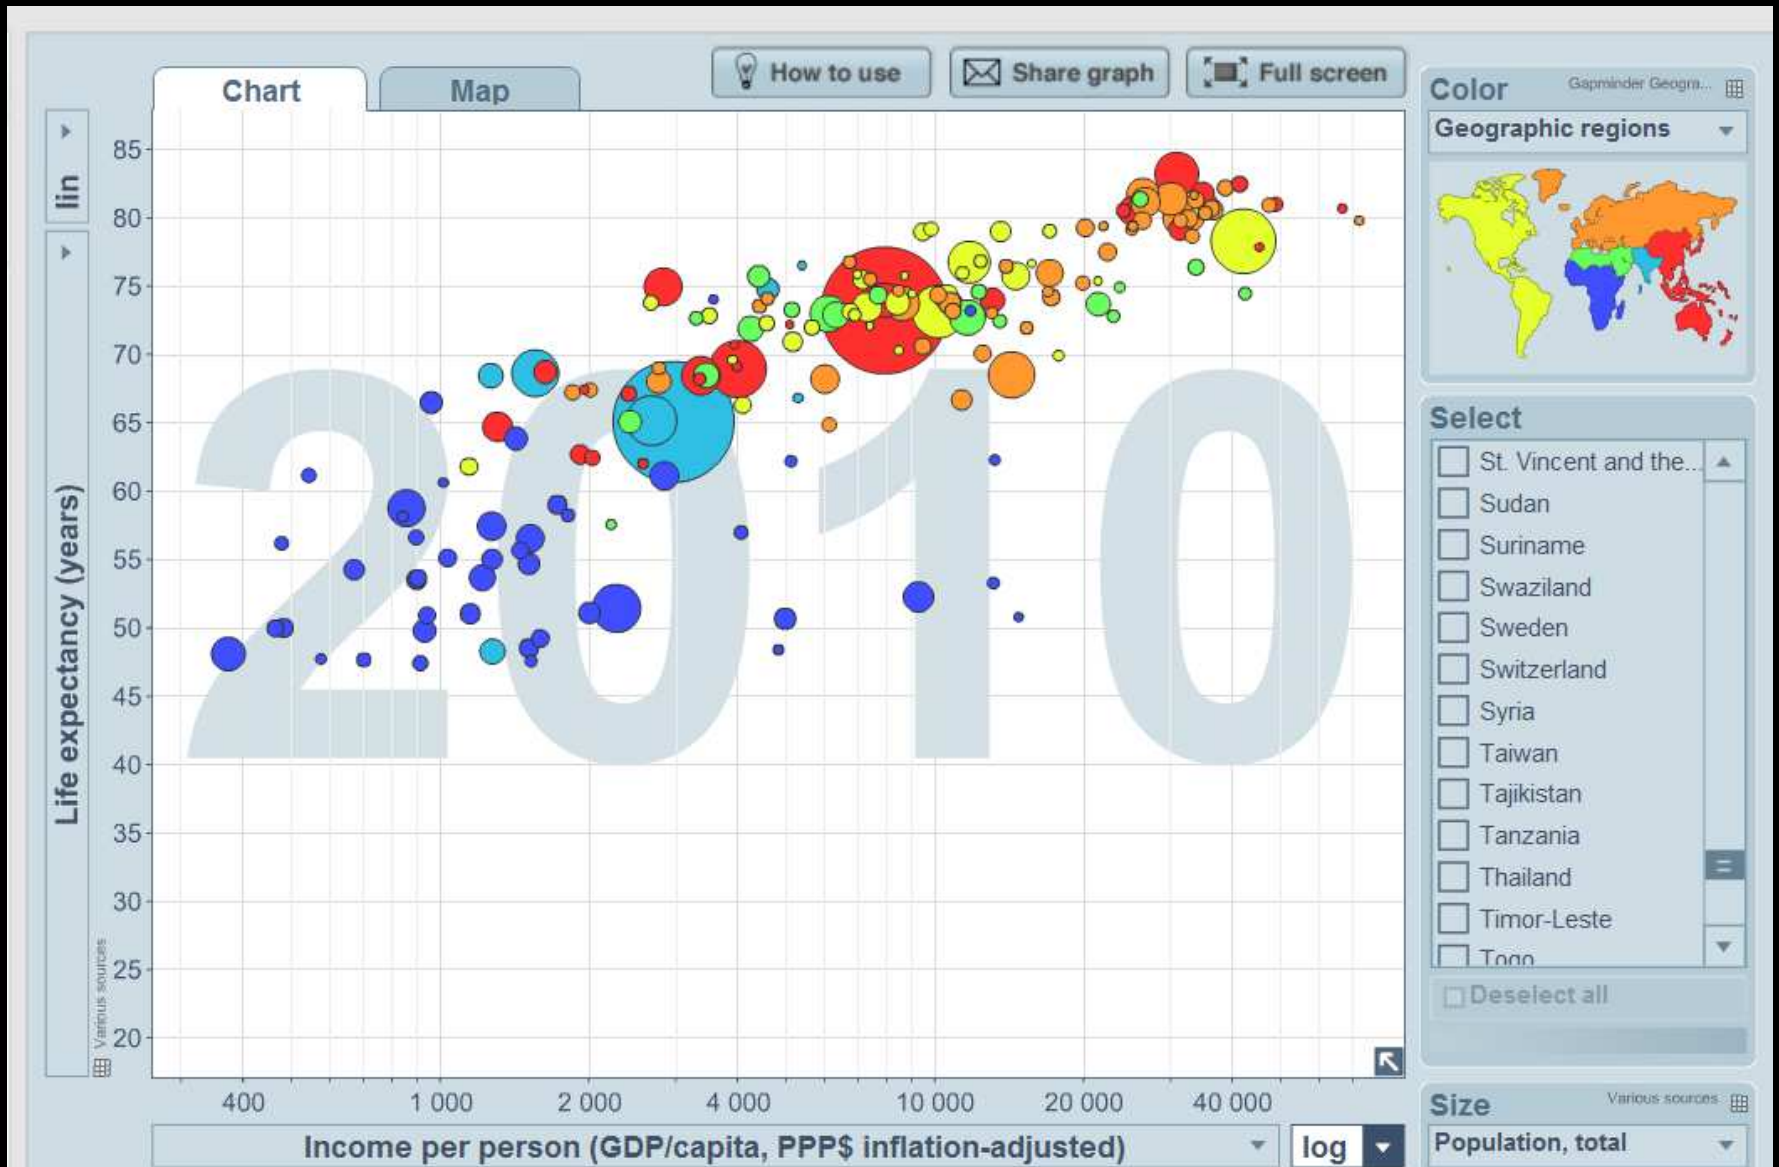 How to use
Share graph
Full screen
Chart
Map
Color
Gapminder Geogra...
Geographic regions
lin
Life expectancy (years)
Various sources
85
80
75
70
65
60
55
50
45
40
35
30
25
20
2010
400
1 000
2 000
4 000
10 000
20 000
40 000
Income per person (GDP/capita, PPP$ inflation-adjusted)
log
Select
St. Vincent and the...
Sudan
Suriname
Swaziland
Sweden
Switzerland
Syria
Taiwan
Tajikistan
Tanzania
Thailand
Timor-Leste
Togo
Deselect all
Size
Various sources
Population, total